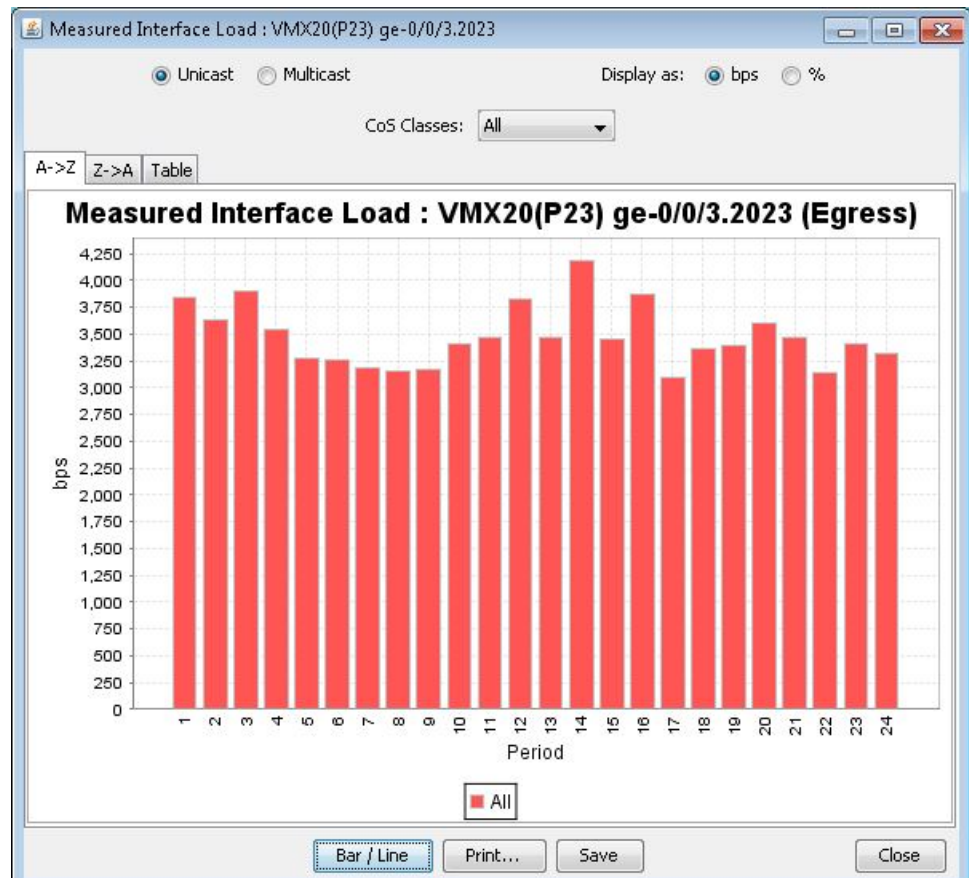 Measured Interface Load : VMX20(P23) ge-0/0/3.2023
Unicast Multicast Display as: bps %
CoS Classes: All
A->Z Z->A Table
Measured Interface Load : VMX20(P23) ge-0/0/3.2023 (Egress)
4,250
4,000
3,750
3,500
3,250
3,000
2,750
2,500
2,250
2,000
1,750
1,500
1,250
1,000
750
500
250
0
bps
1 2 3 4 5 6 7 8 9 10 11 12 13 14 15 16 17 18 19 20 21 22 23 24
Period
All
Bar / Line Print... Save Close